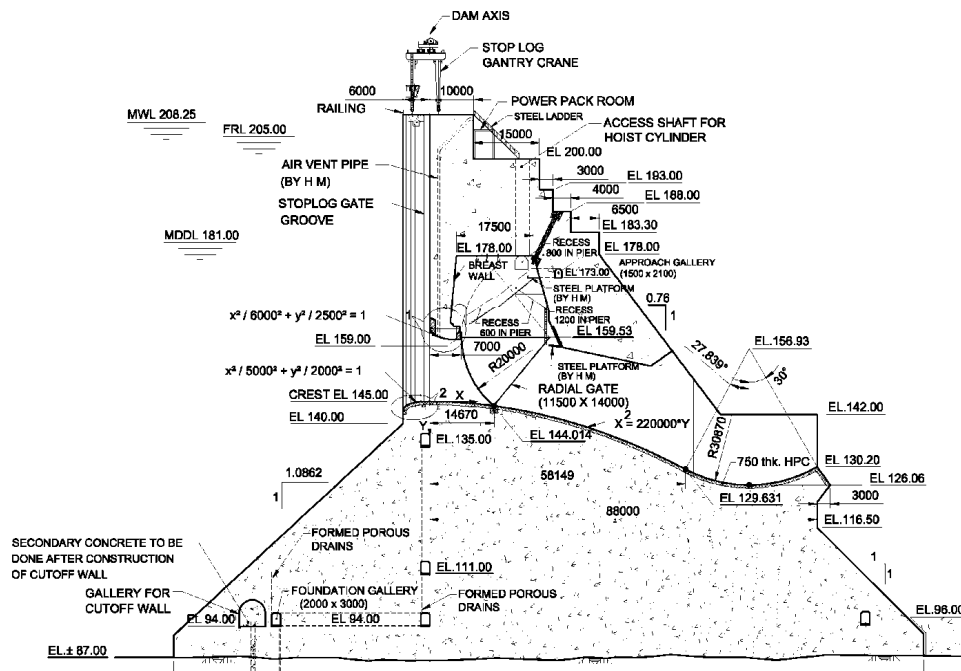 DAM AXIS
STOP LOG
GANTRY CRANE
6000
10000
RAILING
POWER PACK ROOM
STEEL LADDER
15000
ACCESS SHAFT FOR
HOIST CYLINDER
MWL 208.25
FRL 205.00
EL 200.00
AIR VENT PIPE
(BY H M)
STOPLOG GATE
GROOVE
3000
EL 193.00
4000
EL 188.00
6500
EL 183.30
17500
MDDL 181.00
EL 178.00
EL 178.00
BREAST
WALL
RECESS
800 IN PIER
APPROACH GALLERY
(1500 x 2100)
EL 173.00
STEEL PLATFORM
(BY H M)
RECESS
1200 IN PIER
0.76
1
x² / 6000² + y² / 2500² = 1
1
RECESS
600 IN PIER
EL 159.53
EL 159.00
7000
R20000
EL.156.93
27.839°
30°
STEEL PLATFORM
(BY H M)
x² / 5000² + y² / 2000² = 1
RADIAL GATE
(11500 X 14000)
CREST EL 145.00
2
X
14670
2
X = 220000*Y
EL 140.00
Y
EL 144.014
EL.142.00
R30870
EL.135.00
750 thk. HPC
EL 130.20
EL 126.06
58149
EL 129.631
3000
1.0862
1
88000
EL.116.50
SECONDARY CONCRETE TO BE
DONE AFTER CONSTRUCTION
OF CUTOFF WALL
FORMED POROUS
DRAINS
EL.111.00
1
1
GALLERY FOR
CUTOFF WALL
FOUNDATION GALLERY
(2000 x 3000)
FORMED POROUS
DRAINS
EL 94.00
EL 94.00
EL.96.00
EL.± 87.00